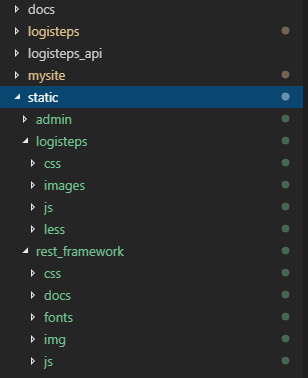 docs
logisteps
logisteps_api
mysite
static
admin
logisteps
css
images
js
less
rest_framework
css
docs
fonts
img
js